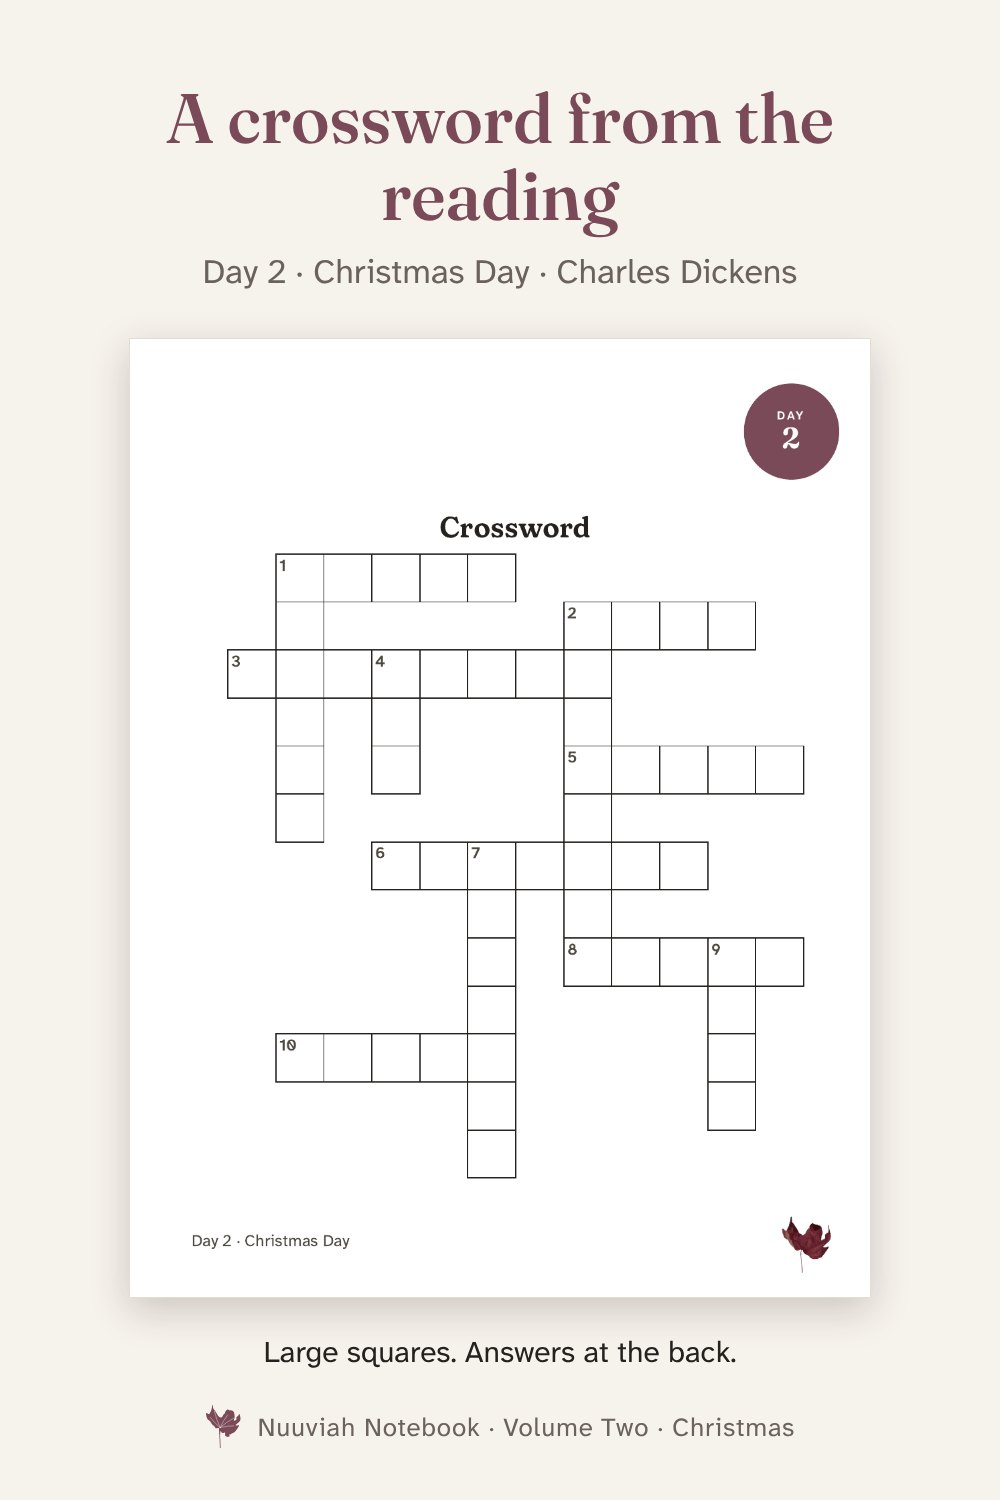 A crossword from the
reading
Day 2 · Christmas Day · Charles Dickens
DAY
2
Crossword
1
2
3
4
5
6
7
8
9
10
Day 2 · Christmas Day
Large squares. Answers at the back.
Nuuviah Notebook · Volume Two · Christmas